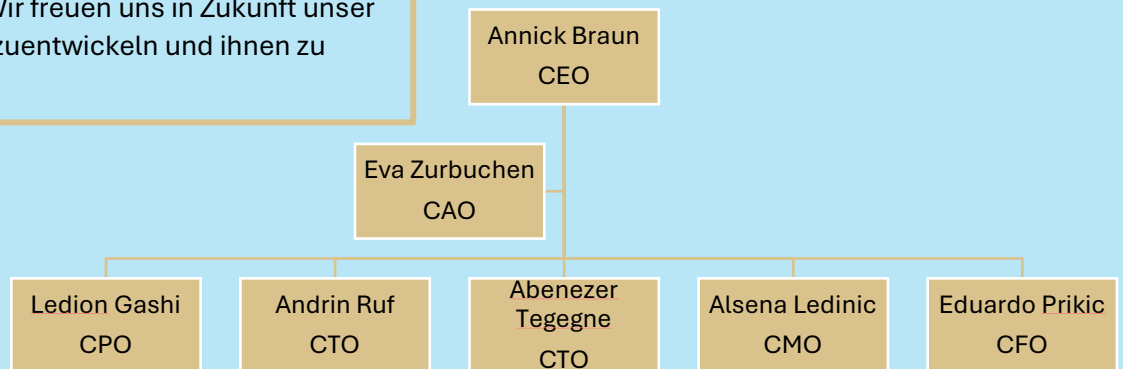 Wir freuen uns in Zukunft unser
zuentwickeln und ihnen zu
Annick Braun
CEO
Eva Zurbuchen
CAO
Ledion Gashi
CPO
Andrin Ruf
CTO
Abenezer
Tegegne
CTO
Alsena Ledinic
CMO
Eduardo Prikic
CFO